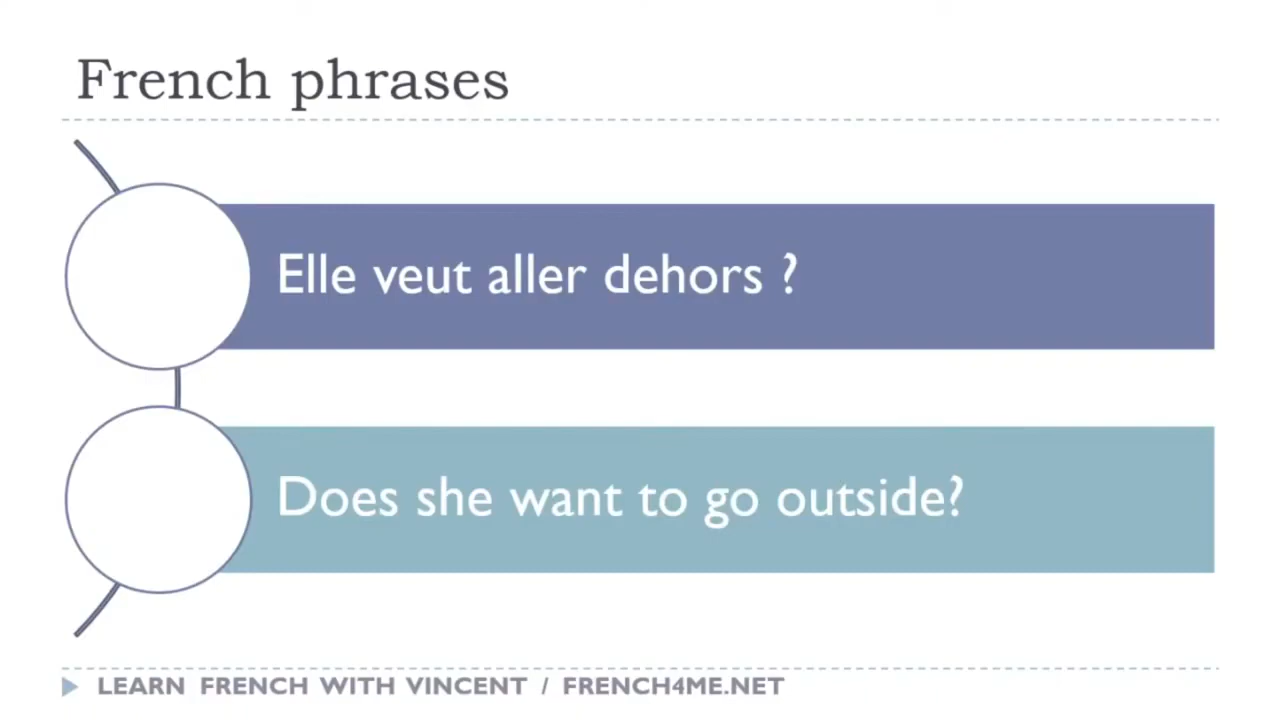 French phrases
Elle veut aller dehors ?
Does she want to go outside?
LEARN FRENCH WITH VINCENT / FRENCH4ME.NET